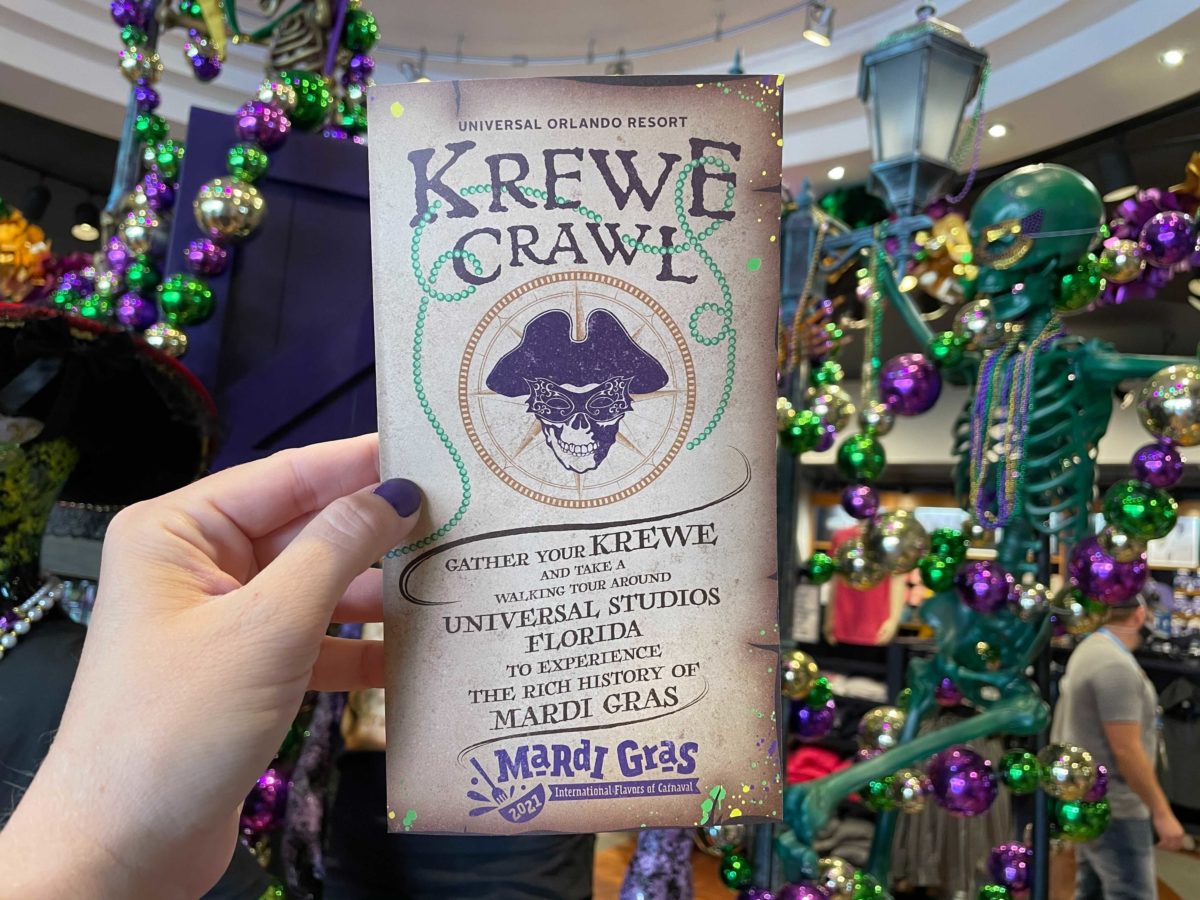 UNIVERSAL ORLANDO RESORT
KREWE
CRAWL
GATHER YOUR KREWE
AND TAKE A
WALKING TOUR AROUND
UNIVERSAL STUDIOS
FLORIDA
TO EXPERIENCE
THE RICH HISTORY OF
MARDI GRAS
MARDI GRAS
International Flavors of Carnaval
2021